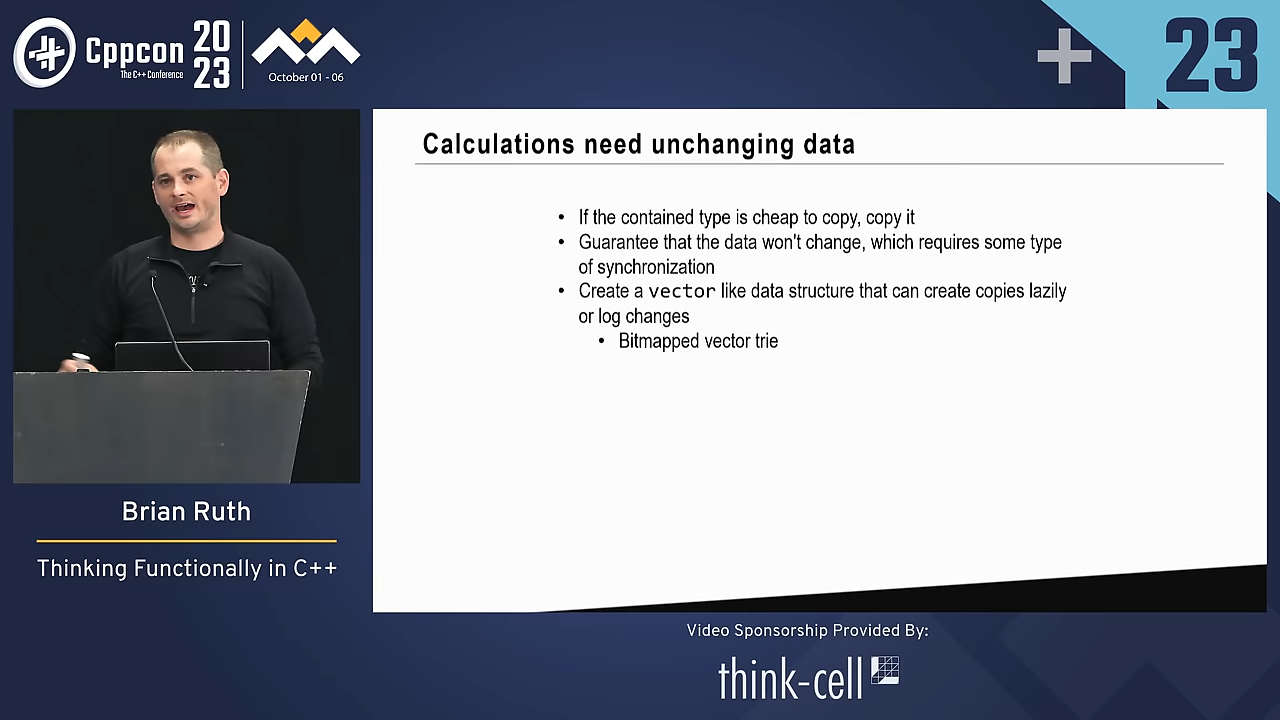 Cppcon
The C++ Conference
20
23
October 01 - 06
23
Calculations need unchanging data
• If the contained type is cheap to copy, copy it
• Guarantee that the data won't change, which requires some type
of synchronization
• Create a vector like data structure that can create copies lazily
or log changes
• Bitmapped vector trie
Brian Ruth
Thinking Functionally in C++
Video Sponsorship Provided By:
think-cell